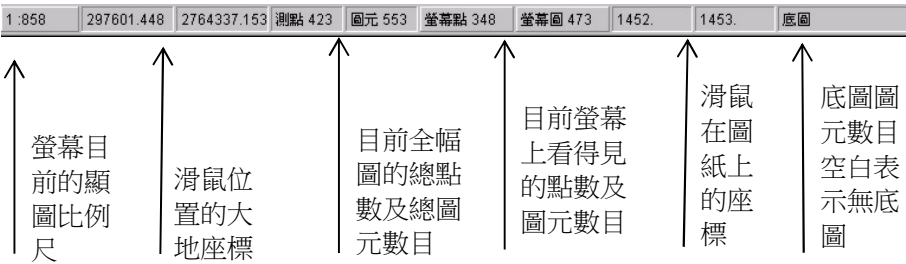 1 :858 297601.448 2764337.153 測點 423 圖元 553 螢幕點 348 螢幕圖 473 1452. 1453. 底圖
螢幕目
前的顯
圖比例
尺
滑鼠位
置的大
地座標
目前全幅
圖的總點
數及總圖
元數目
目前螢幕
上看得見
的點數及
圖元數目
滑鼠
在圖
紙上
的座
標
底圖圖
元數目
空白表
示無底
圖